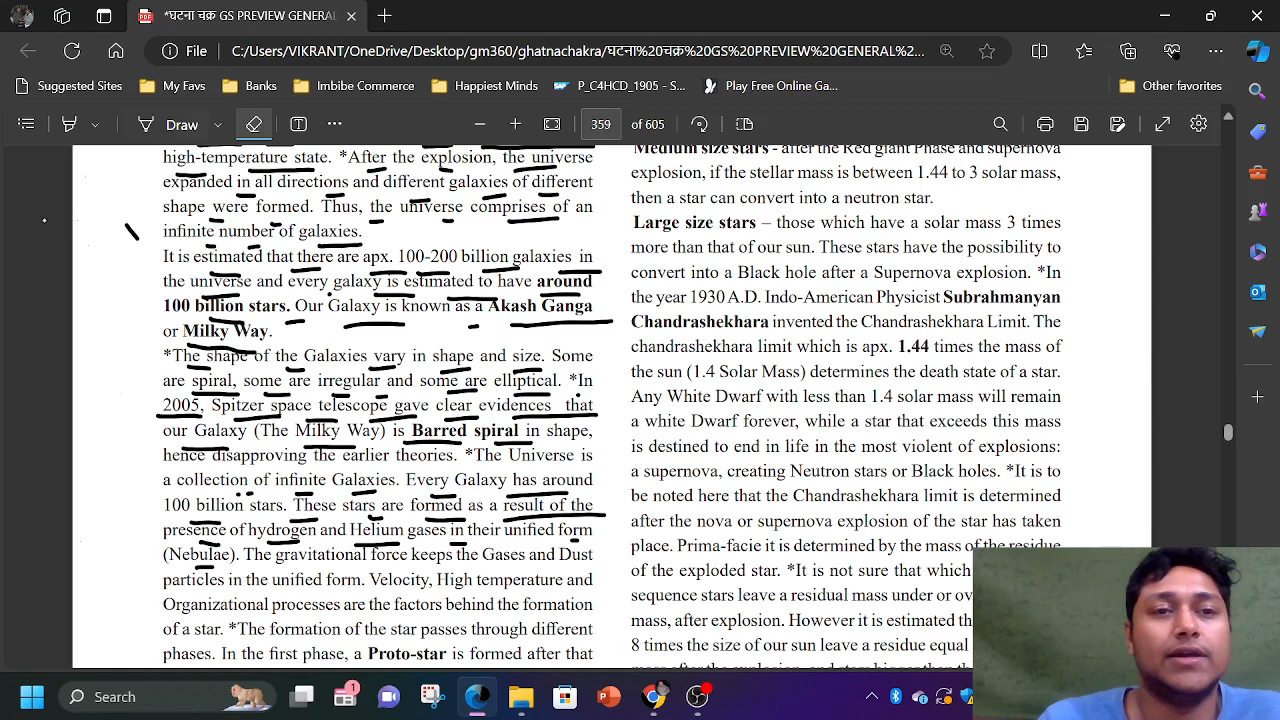 *घटना चक्र GS PREVIEW GENERAL
File
C:/Users/VIKRANT/OneDrive/Desktop/gm360/ghatnachakra/घटना%20चक्र%20GS%20PREVIEW%20GENERAL%2...
Suggested Sites
My Favs
Banks
Imbibe Commerce
Happiest Minds
P_C4HCD_1905 - S...
Play Free Online Ga...
Other favorites
Draw
359 of 605
high-temperature state. *After the explosion, the universe
expanded in all directions and different galaxies of different
shape were formed. Thus, the universe comprises of an
infinite number of galaxies.
It is estimated that there are apx. 100-200 billion galaxies in
the universe and every galaxy is estimated to have around
100 billion stars. Our Galaxy is known as a Akash Ganga
or Milky Way.
*The shape of the Galaxies vary in shape and size. Some
are spiral, some are irregular and some are elliptical. *In
2005, Spitzer space telescope gave clear evidences that
our Galaxy (The Milky Way) is Barred spiral in shape,
hence disapproving the earlier theories. *The Universe is
a collection of infinite Galaxies. Every Galaxy has around
100 billion stars. These stars are formed as a result of the
presence of hydrogen and Helium gases in their unified form
(Nebulae). The gravitational force keeps the Gases and Dust
particles in the unified form. Velocity, High temperature and
Organizational processes are the factors behind the formation
of a star. *The formation of the star passes through different
phases. In the first phase, a Proto-star is formed after that
Medium size stars - after the Red giant Phase and supernova
explosion, if the stellar mass is between 1.44 to 3 solar mass,
then a star can convert into a neutron star.
Large size stars – those which have a solar mass 3 times
more than that of our sun. These stars have the possibility to
convert into a Black hole after a Supernova explosion. *In
the year 1930 A.D. Indo-American Physicist Subrahmanyan
Chandrashekhara invented the Chandrashekhara Limit. The
chandrashekhara limit which is apx. 1.44 times the mass of
the sun (1.4 Solar Mass) determines the death state of a star.
Any White Dwarf with less than 1.4 solar mass will remain
a white Dwarf forever, while a star that exceeds this mass
is destined to end in life in the most violent of explosions:
a supernova, creating Neutron stars or Black holes. *It is to
be noted here that the Chandrashekhara limit is determined
after the nova or supernova explosion of the star has taken
place. Prima-facie it is determined by the mass of the residue
of the exploded star. *It is not sure that which
sequence stars leave a residual mass under or
mass, after explosion. However it is estimated
8 times the size of our sun leave a residue equal
Search
1